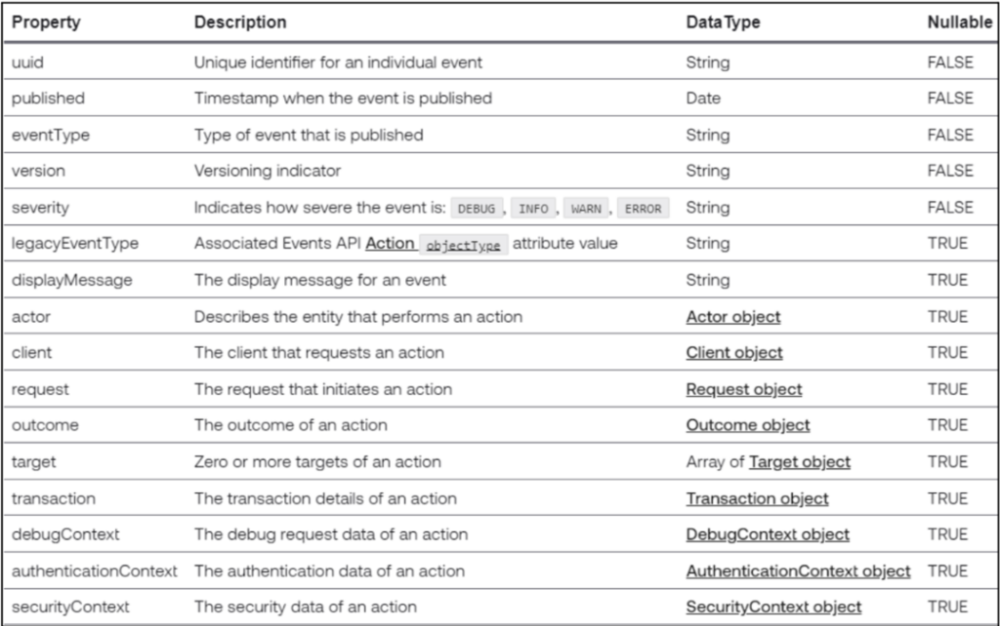 Property Description DataType Nullable
uuid Unique identifier for an individual event String FALSE
published Timestamp when the event is published Date FALSE
eventType Type of event that is published String FALSE
version Versioning indicator String FALSE
severity Indicates how severe the event is: DEBUG, INFO, WARN, ERROR String FALSE
legacyEventType Associated Events API Action objectType attribute value String TRUE
displayMessage The display message for an event String TRUE
actor Describes the entity that performs an action Actor object TRUE
client The client that requests an action Client object TRUE
request The request that initiates an action Request object TRUE
outcome The outcome of an action Outcome object TRUE
target Zero or more targets of an action Array of Target object TRUE
transaction The transaction details of an action Transaction object TRUE
debugContext The debug request data of an action DebugContext object TRUE
authenticationContext The authentication data of an action AuthenticationContext object TRUE
securityContext The security data of an action SecurityContext object TRUE